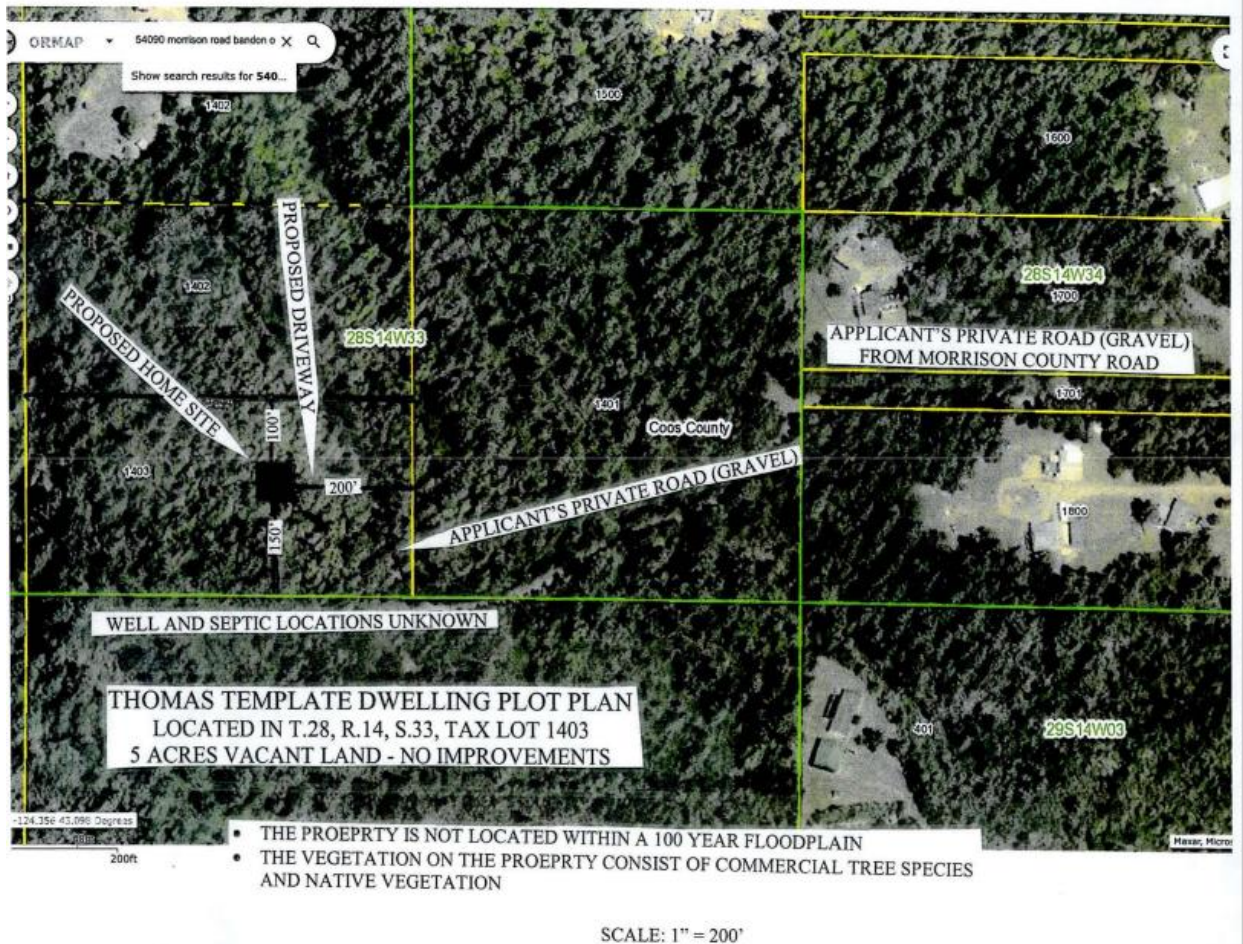 ORMAP
54090 morrison road bandon o
Show search results for 540...
1402
1500
1600
PROPOSED DRIVEWAY
1402
28S14W34
1700
PROPOSED HOME SITE
28S14W33
APPLICANT'S PRIVATE ROAD (GRAVEL)
FROM MORRISON COUNTY ROAD
1701
1401
Coos County
100'
1403
200'
APPLICANT'S PRIVATE ROAD (GRAVEL)
1800
150'
WELL AND SEPTIC LOCATIONS UNKNOWN
THOMAS TEMPLATE DWELLING PLOT PLAN
LOCATED IN T.28, R.14, S.33, TAX LOT 1403
5 ACRES VACANT LAND - NO IMPROVEMENTS
401
29S14W03
-124.356 43.098 Degrees
200ft
Maxar, Micros
• THE PROEPRTY IS NOT LOCATED WITHIN A 100 YEAR FLOODPLAIN
• THE VEGETATION ON THE PROEPRTY CONSIST OF COMMERCIAL TREE SPECIES
AND NATIVE VEGETATION
SCALE: 1" = 200'